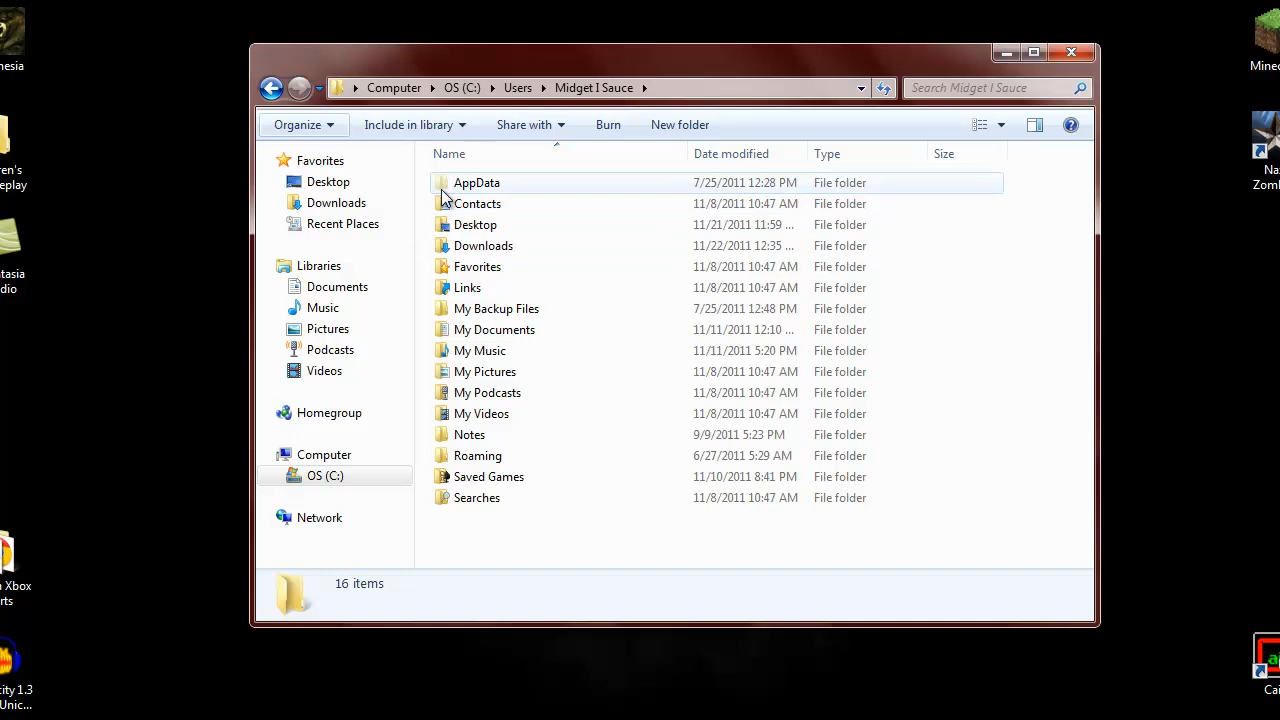 Computer OS (C:) Users Midget I Sauce Search Midget I Sauce
Organize Include in library Share with Burn New folder
Name Date modified Type Size
Favorites
Desktop
Downloads
Recent Places
Libraries
Documents
Music
Pictures
Podcasts
Videos
Homegroup
Computer
OS (C:)
Network
AppData 7/25/2011 12:28 PM File folder
Contacts 11/8/2011 10:47 AM File folder
Desktop 11/21/2011 11:59 ... File folder
Downloads 11/22/2011 12:35 ... File folder
Favorites 11/8/2011 10:47 AM File folder
Links 11/8/2011 10:47 AM File folder
My Backup Files 7/25/2011 12:48 PM File folder
My Documents 11/11/2011 12:10 ... File folder
My Music 11/11/2011 5:20 PM File folder
My Pictures 11/8/2011 10:47 AM File folder
My Podcasts 11/8/2011 10:47 AM File folder
My Videos 11/8/2011 10:47 AM File folder
Notes 9/9/2011 5:23 PM File folder
Roaming 6/27/2011 5:29 AM File folder
Saved Games 11/10/2011 8:41 PM File folder
Searches 11/8/2011 10:47 AM File folder
16 items
nesia
en's
eplay
tasia
dio
Xbox
rts
city 1.3
Unic...
Minec
Naz
Zomb
Cai